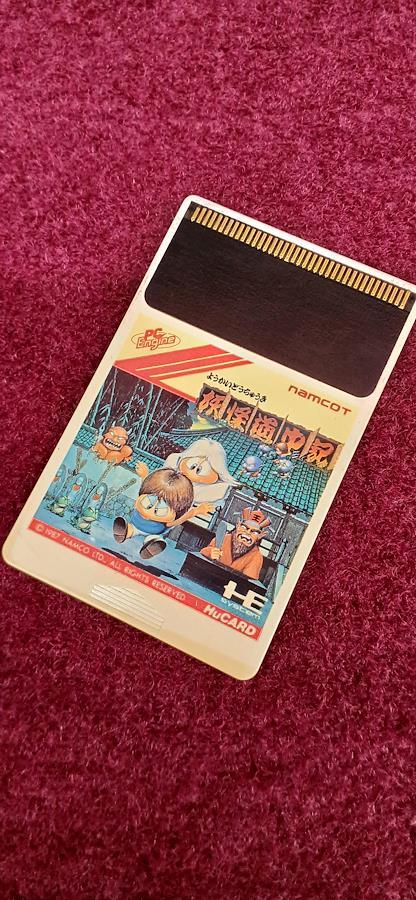 PC
Engine
ようかいどうちゅうき
namcot
妖怪道中記
HE
system
© 1987 NAMCO LTD., ALL RIGHTS RESERVED
HuCARD